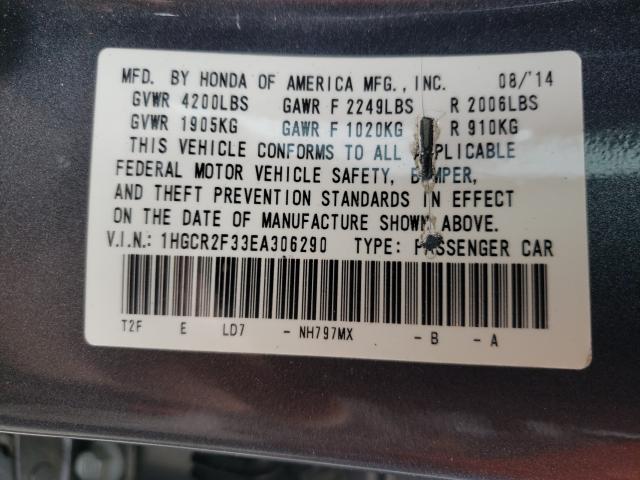 MFD. BY HONDA OF AMERICA MFG., INC. 08/'14
GVWR 4200LBS GAWR F 2249LBS R 2006LBS
GVWR 1905KG GAWR F 1020KG R 910KG
THIS VEHICLE CONFORMS TO ALL APPLICABLE
FEDERAL MOTOR VEHICLE SAFETY, BUMPER,
AND THEFT PREVENTION STANDARDS IN EFFECT
ON THE DATE OF MANUFACTURE SHOWN ABOVE.
V.I.N.: 1HGCR2F33EA306290 TYPE: PASSENGER CAR
T2F E LD7 - NH797MX - B - A